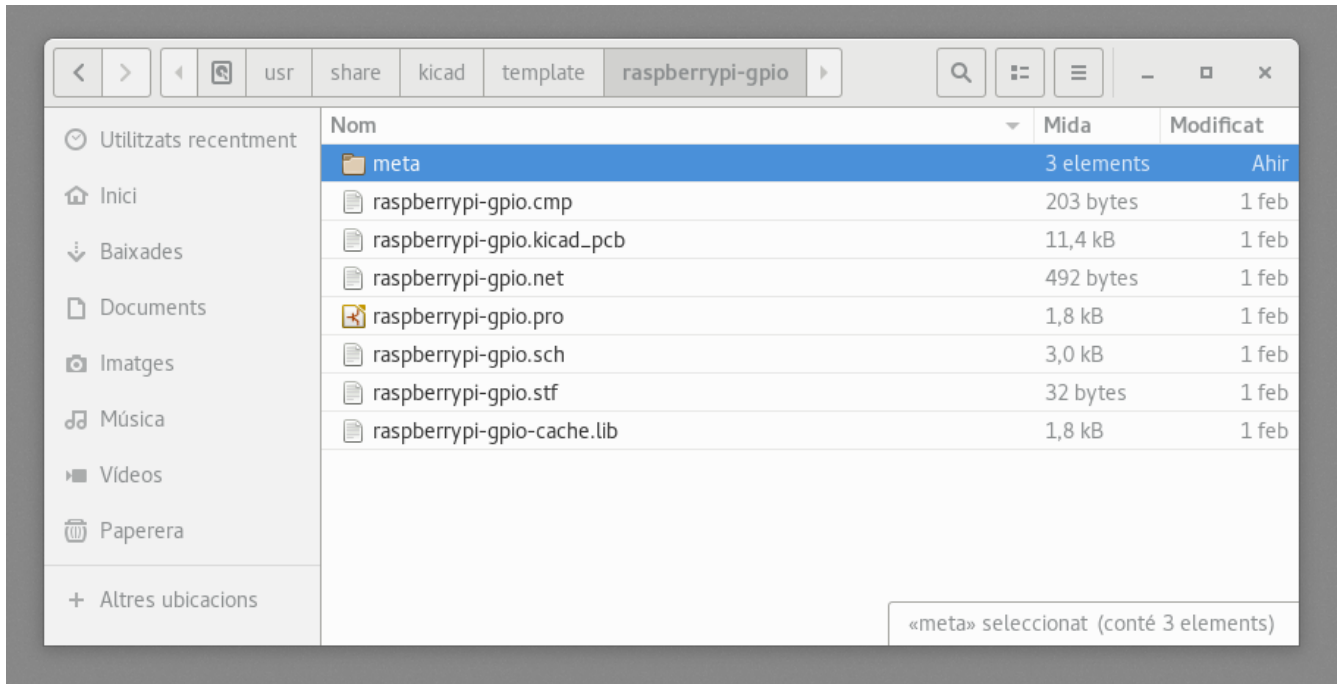 usr share kicad template raspberrypi-gpio
Utilitzats recentment
Inici
Baixades
Documents
Imatges
Música
Vídeos
Paperera
Altres ubicacions
Nom Mida Modificat
meta 3 elements Ahir
raspberrypi-gpio.cmp 203 bytes 1 feb
raspberrypi-gpio.kicad_pcb 11,4 kB 1 feb
raspberrypi-gpio.net 492 bytes 1 feb
raspberrypi-gpio.pro 1,8 kB 1 feb
raspberrypi-gpio.sch 3,0 kB 1 feb
raspberrypi-gpio.stf 32 bytes 1 feb
raspberrypi-gpio-cache.lib 1,8 kB 1 feb
«meta» seleccionat (conté 3 elements)